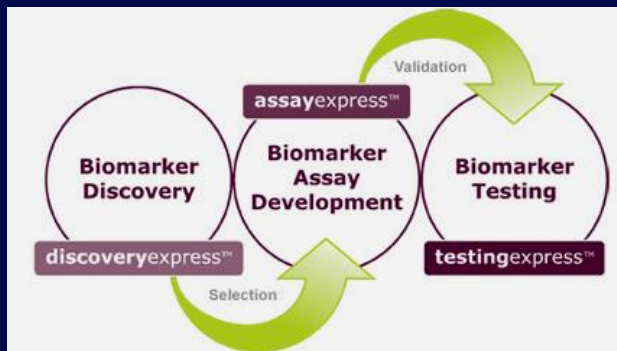 Validation
assayexpress™
Biomarker
Discovery
Biomarker
Assay
Development
Biomarker
Testing
discoveryexpress™
testingexpress™
Selection